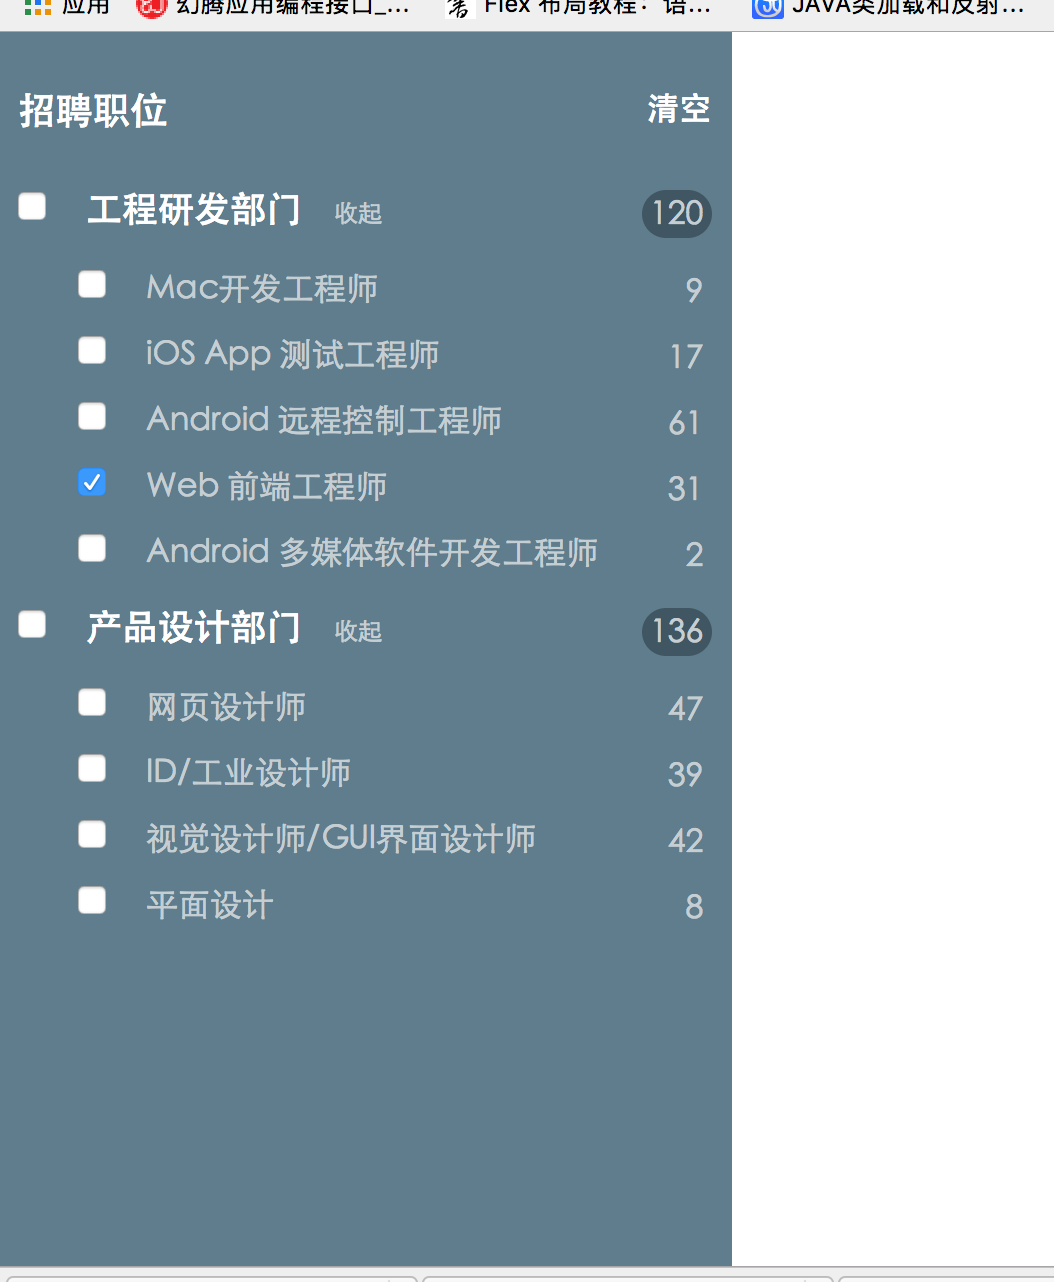 应用 幻腾应用编程接口_... Flex 布局教程：语... JAVA类加载和反射...
招聘职位 清空
工程研发部门 收起 120
Mac开发工程师 9
iOS App 测试工程师 17
Android 远程控制工程师 61
Web 前端工程师 31
Android 多媒体软件开发工程师 2
产品设计部门 收起 136
网页设计师 47
ID/工业设计师 39
视觉设计师/GUI界面设计师 42
平面设计 8